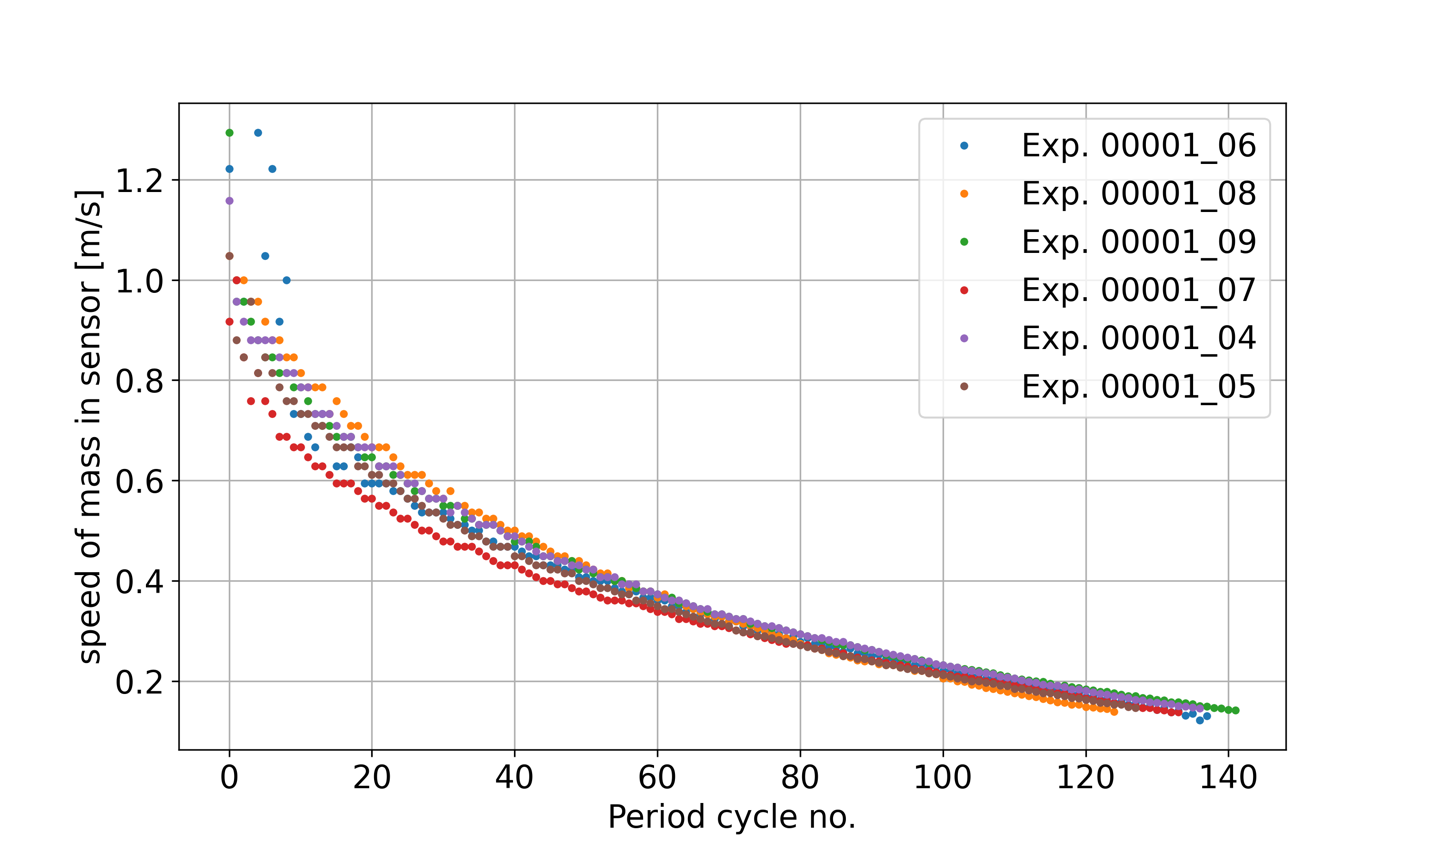 1.2
1.0
0.8
0.6
0.4
0.2
speed of mass in sensor [m/s]
0 20 40 60 80 100 120 140
Period cycle no.
Exp. 00001_06
Exp. 00001_08
Exp. 00001_09
Exp. 00001_07
Exp. 00001_04
Exp. 00001_05